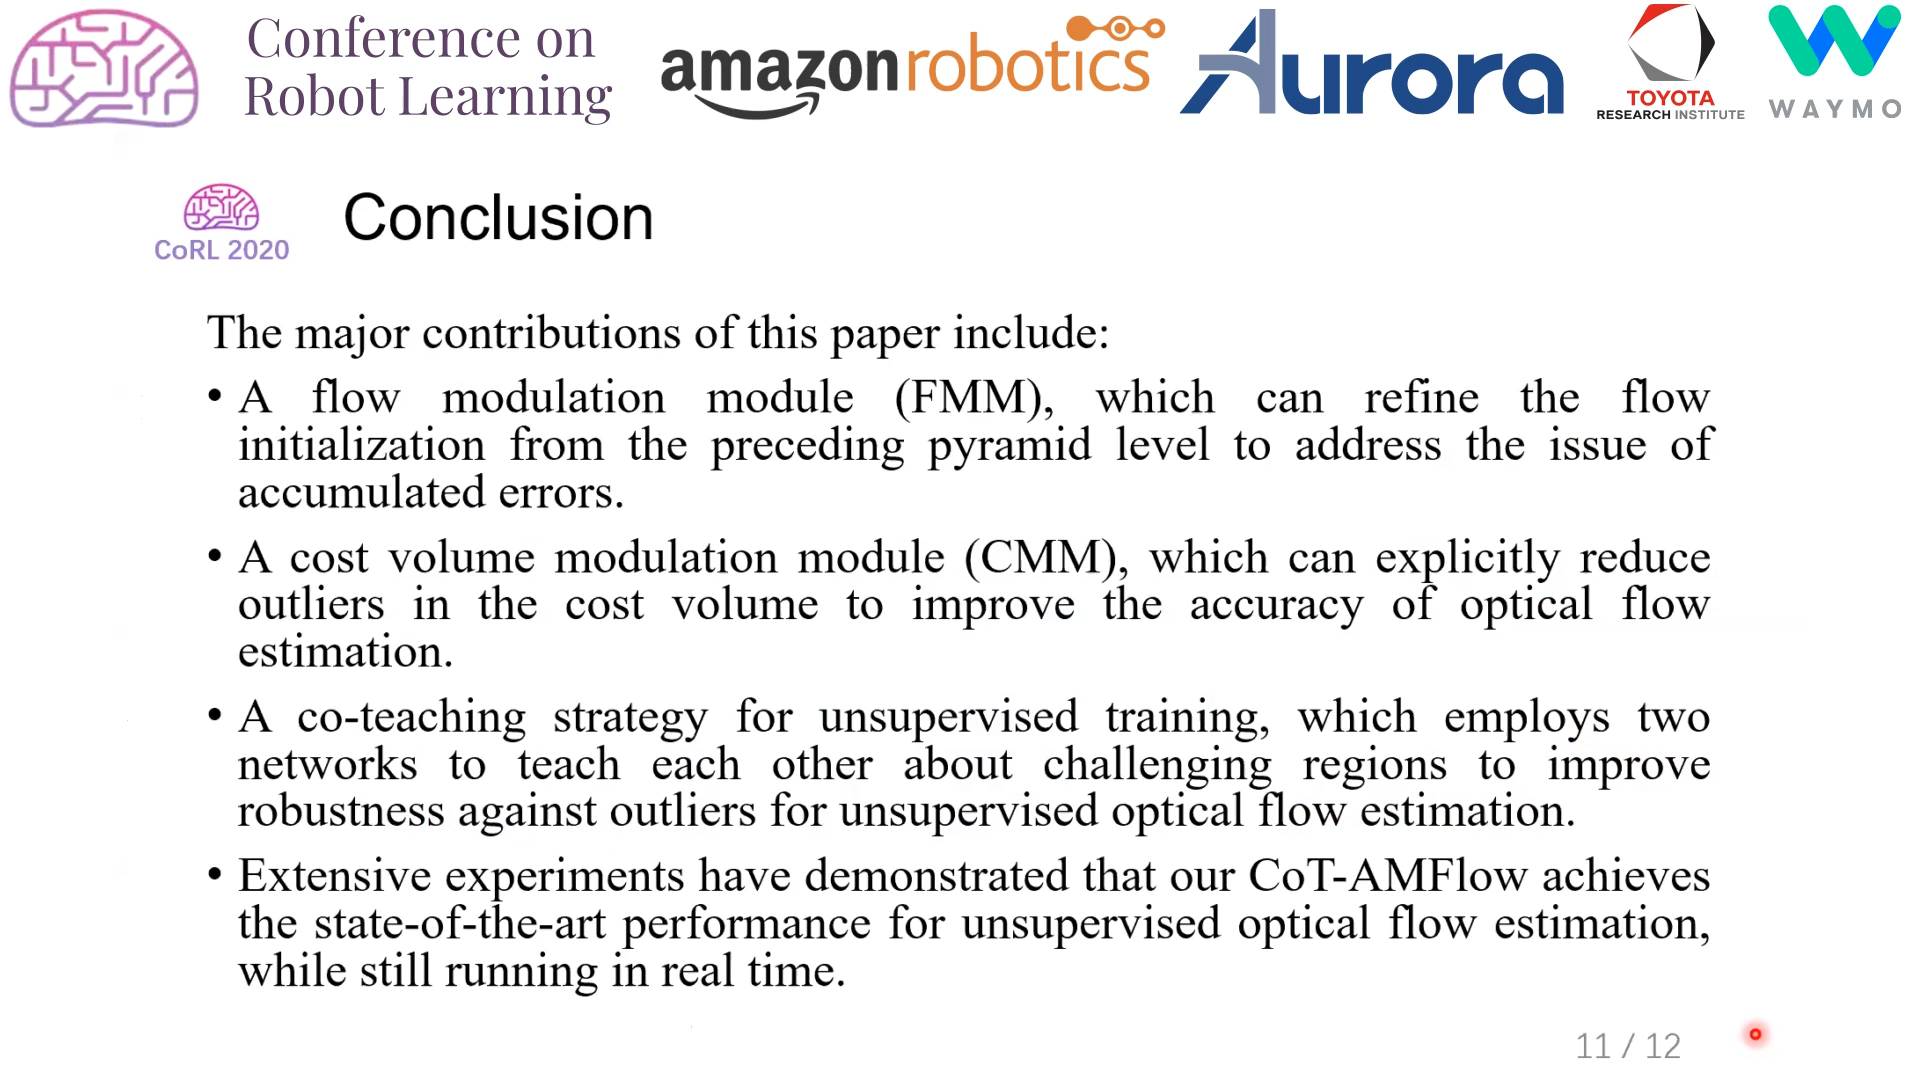 Conference on
Robot Learning
amazon robotics
Aurora
TOYOTA
RESEARCH INSTITUTE
WAYMO
CoRL 2020
Conclusion
The major contributions of this paper include:
• A flow modulation module (FMM), which can refine the flow
initialization from the preceding pyramid level to address the issue of
accumulated errors.
• A cost volume modulation module (CMM), which can explicitly reduce
outliers in the cost volume to improve the accuracy of optical flow
estimation.
• A co-teaching strategy for unsupervised training, which employs two
networks to teach each other about challenging regions to improve
robustness against outliers for unsupervised optical flow estimation.
• Extensive experiments have demonstrated that our CoT-AMFlow achieves
the state-of-the-art performance for unsupervised optical flow estimation,
while still running in real time.
11 / 12